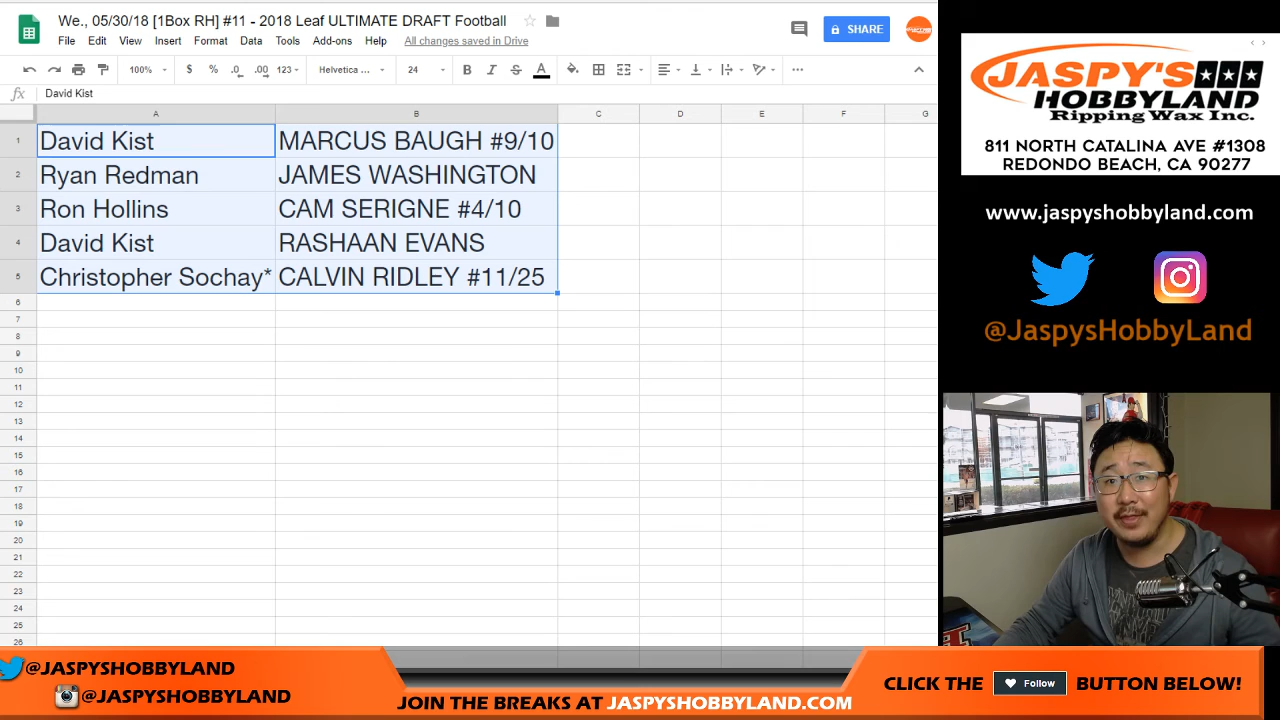 We., 05/30/18 [1Box RH] #11 - 2018 Leaf ULTIMATE DRAFT Football
File Edit View Insert Format Data Tools Add-ons Help All changes saved in Drive
SHARE
100% $ % .0 .00 123 Helvetica ... 24 B I S A
fx David Kist
A B C D E F G
1 David Kist MARCUS BAUGH #9/10
2 Ryan Redman JAMES WASHINGTON
3 Ron Hollins CAM SERIGNE #4/10
4 David Kist RASHAAN EVANS
5 Christopher Sochay* CALVIN RIDLEY #11/25
6
7
8
9
10
11
12
13
14
15
16
17
18
19
20
21
22
23
24
25
26
JASPY'S
HOBBYLAND
Ripping Wax Inc.
811 NORTH CATALINA AVE #1308
REDONDO BEACH, CA 90277
www.jaspyshobbyland.com
@JaspysHobbyLand
@JASPYSHOBBYLAND
@JASPYSHOBBYLAND
JOIN THE BREAKS AT JASPYSHOBBYLAND.COM
CLICK THE Follow BUTTON BELOW!